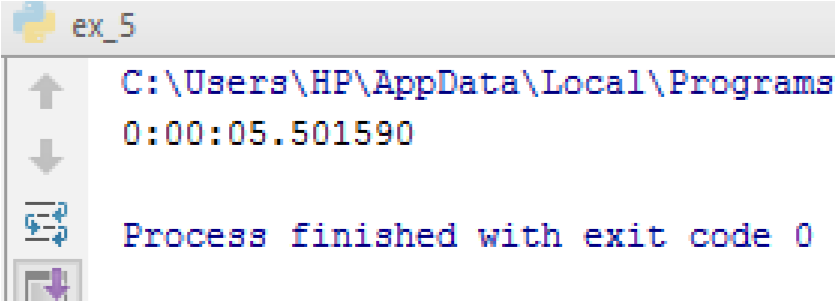 ex_5
C:\Users\HP\AppData\Local\Programs
0:00:05.501590
Process finished with exit code 0